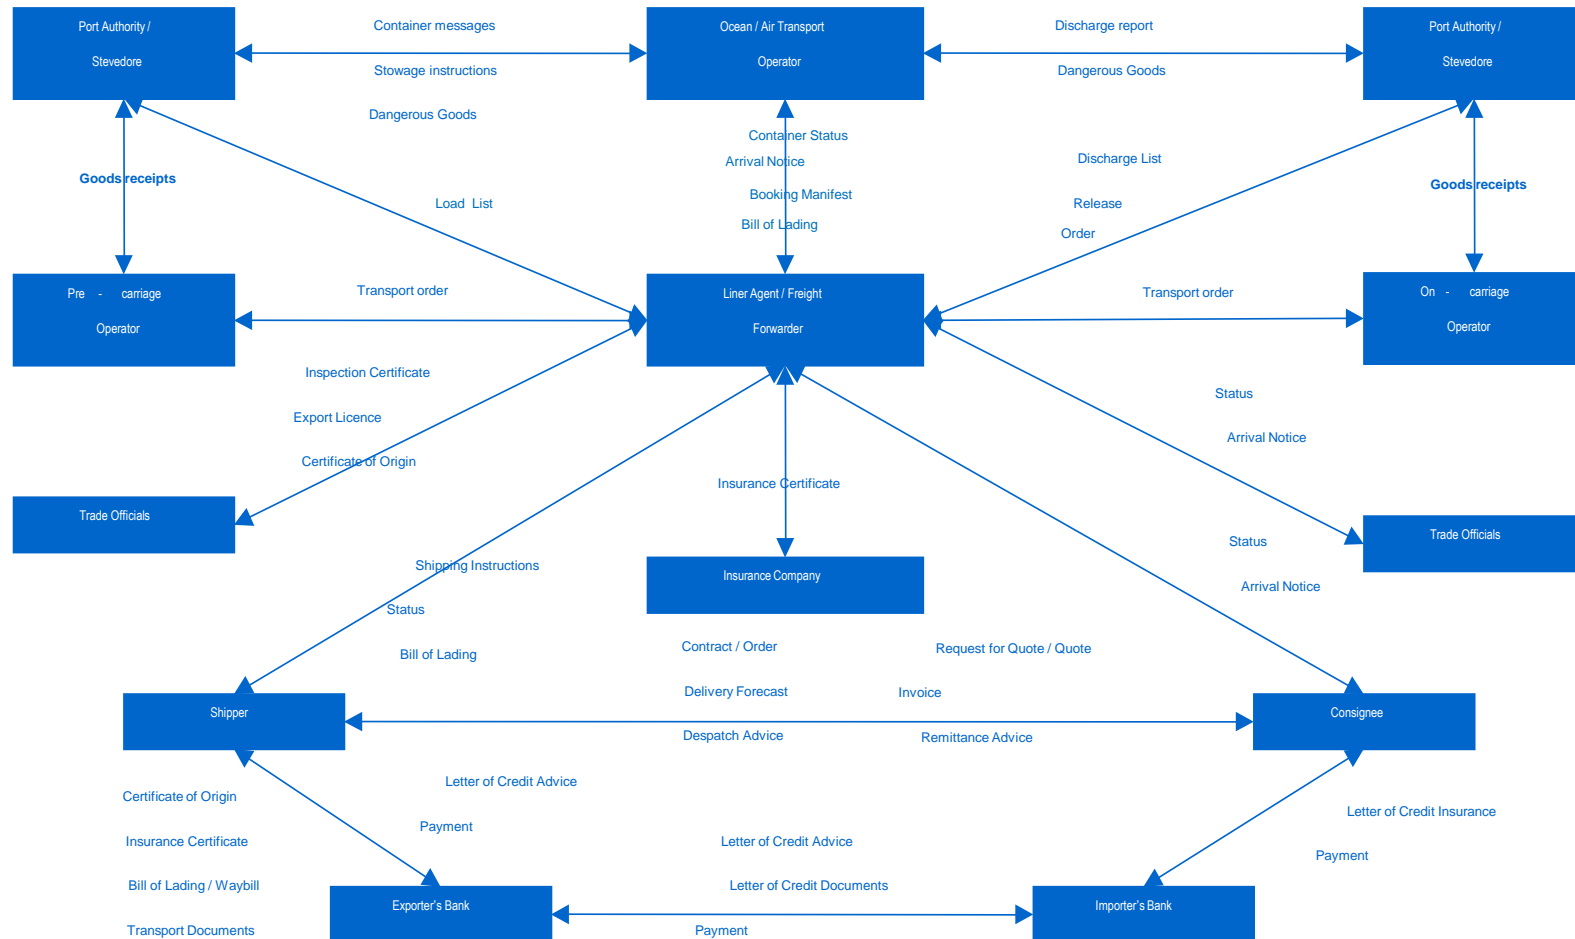 Port Authority /
Stevedore
Container messages
Stowage instructions
Dangerous Goods
Ocean / Air Transport
Operator
Discharge report
Dangerous Goods
Port Authority /
Stevedore
Goods receipts
Load List
Container Status
Arrival Notice
Booking Manifest
Bill of Lading
Discharge List
Release
Order
Goods receipts
Pre - carriage
Operator
Transport order
Liner Agent / Freight
Forwarder
Transport order
On - carriage
Operator
Inspection Certificate
Export Licence
Certificate of Origin
Status
Arrival Notice
Insurance Certificate
Trade Officials
Trade Officials
Shipping Instructions
Status
Bill of Lading
Insurance Company
Status
Arrival Notice
Contract / Order
Request for Quote / Quote
Delivery Forecast
Invoice
Shipper
Consignee
Despatch Advice
Remittance Advice
Certificate of Origin
Insurance Certificate
Bill of Lading / Waybill
Transport Documents
Letter of Credit Advice
Payment
Letter of Credit Advice
Letter of Credit Documents
Payment
Letter of Credit Insurance
Payment
Exporter's Bank
Importer's Bank